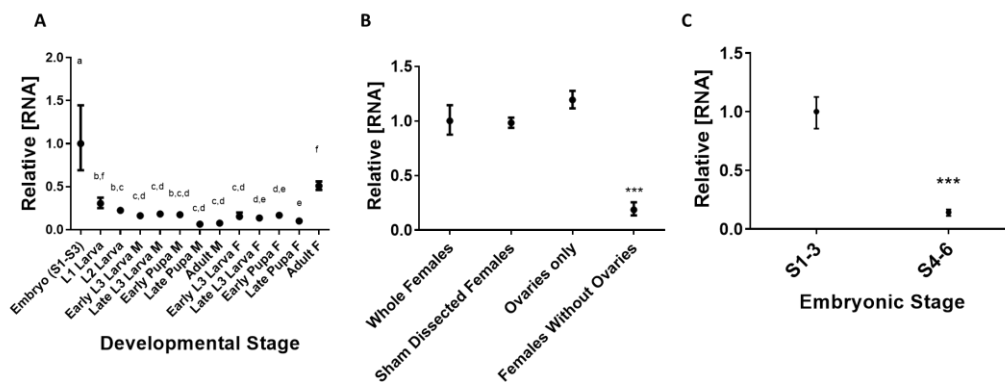 A
Relative [RNA]
2.0
1.5
1.0
0.5
0.0
a
b,f
b,c
c,d
c,d
b,c,d
c,d
c,d
c,d
d,e
d,e
e
f
Embryo (S1-S3)
L1 Larva
L2 Larva
Early L3 Larva M
Late L3 Larva M
Early Pupa M
Late Pupa M
Adult M
Early L3 Larva F
Late L3 Larva F
Early Pupa F
Late Pupa F
Adult F
Developmental Stage
B
Relative [RNA]
1.5
1.0
0.5
0.0
***
Whole Females
Sham Dissected Females
Ovaries only
Females Without Ovaries
C
Relative [RNA]
1.5
1.0
0.5
0.0
***
S1-3
S4-6
Embryonic Stage